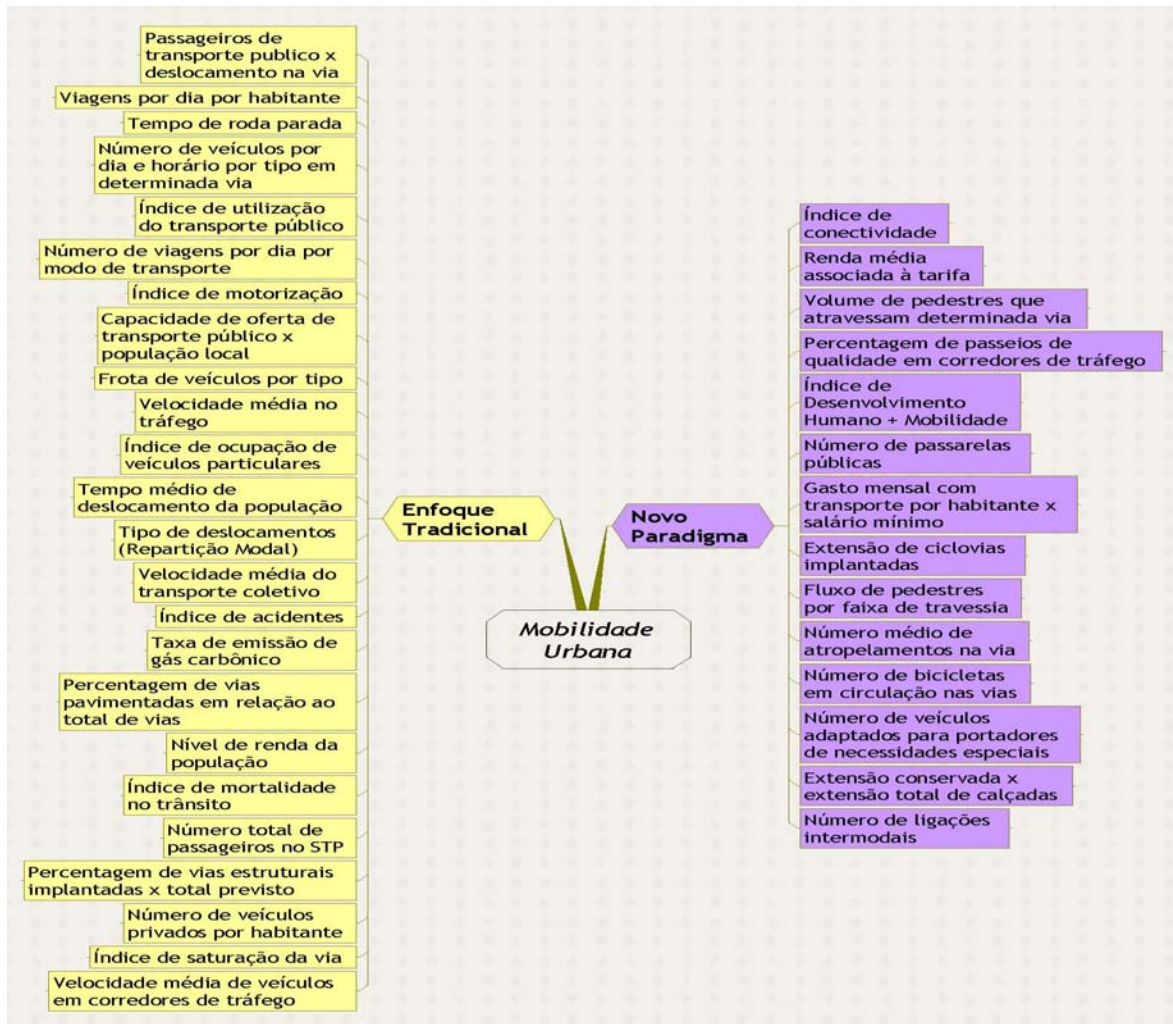 Passageiros de
transporte publico x
deslocamento na via
Viagens por dia por habitante
Tempo de roda parada
Número de veículos por
dia e horário por tipo em
determinada via
Índice de utilização
do transporte público
Número de viagens por dia por
modo de transporte
Índice de motorização
Capacidade de oferta de
transporte público x
população local
Frota de veículos por tipo
Velocidade média no
tráfego
Índice de ocupação de
veículos particulares
Tempo médio de
deslocamento da população
Tipo de deslocamentos
(Repartição Modal)
Velocidade média do
transporte coletivo
Índice de acidentes
Taxa de emissão de
gás carbônico
Percentagem de vias
pavimentadas em relação ao
total de vias
Nível de renda da
população
Índice de mortalidade
no trânsito
Número total de
passageiros no STP
Percentagem de vias estruturais
implantadas x total previsto
Número de veículos
privados por habitante
Índice de saturação da via
Velocidade média de veículos
em corredores de tráfego
Enfoque
Tradicional
Mobilidade
Urbana
Novo
Paradigma
Índice de
conectividade
Renda média
associada à tarifa
Volume de pedestres que
atravessam determinada via
Percentagem de passeios de
qualidade em corredores de tráfego
Índice de
Desenvolvimento
Humano + Mobilidade
Número de passarelas
públicas
Gasto mensal com
transporte por habitante x
salário mínimo
Extensão de ciclovias
implantadas
Fluxo de pedestres
por faixa de travessia
Número médio de
atropelamentos na via
Número de bicicletas
em circulação nas vias
Número de veículos
adaptados para portadores
de necessidades especiais
Extensão conservada x
extensão total de calçadas
Número de ligações
intermodais